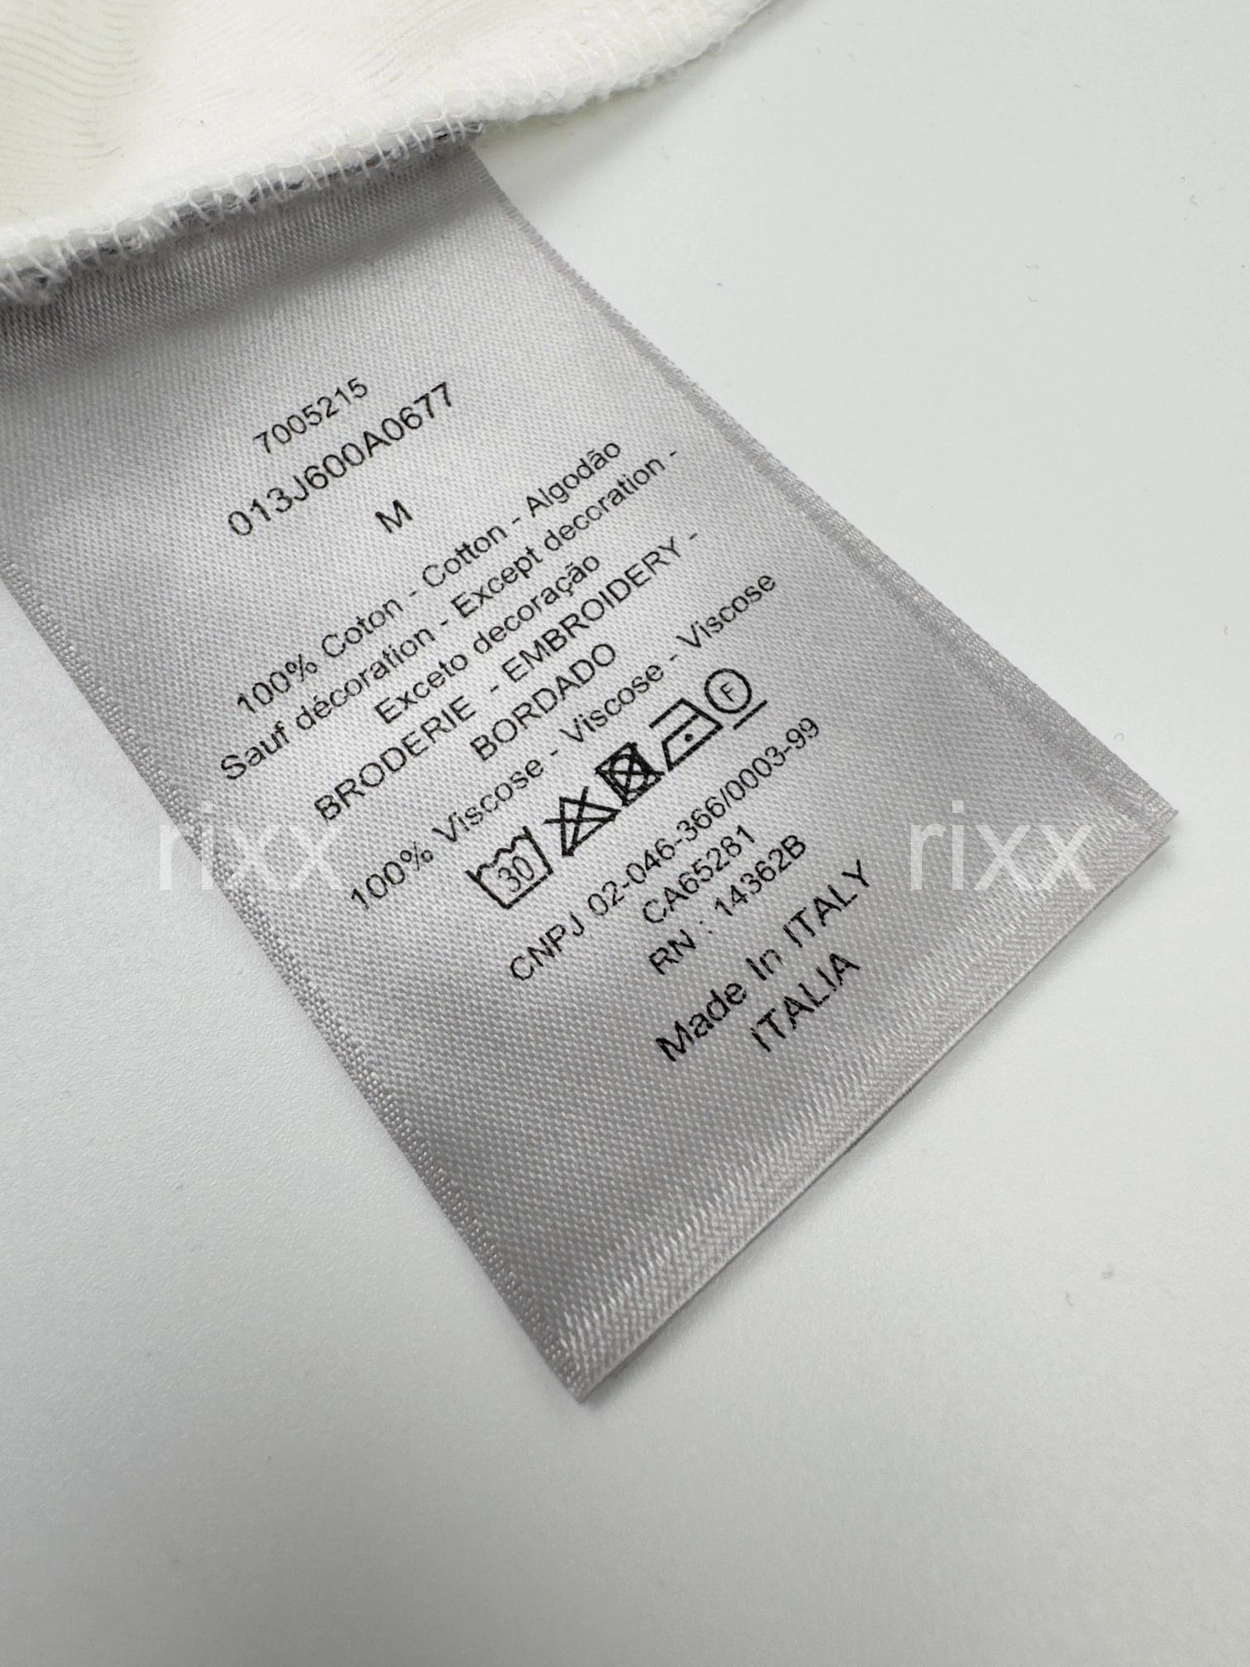 7005215
013J600A0677
M
100% Coton - Cotton - Algodão
Sauf décoration - Except decoration -
Exceto decoração
BRODERIE - EMBROIDERY -
BORDADO
100% Viscose - Viscose - Viscose
30 F
CNPJ 02-046-366/0003-99
CA65281
RN : 14362B
Made In ITALY
ITALIA
rixx rixx